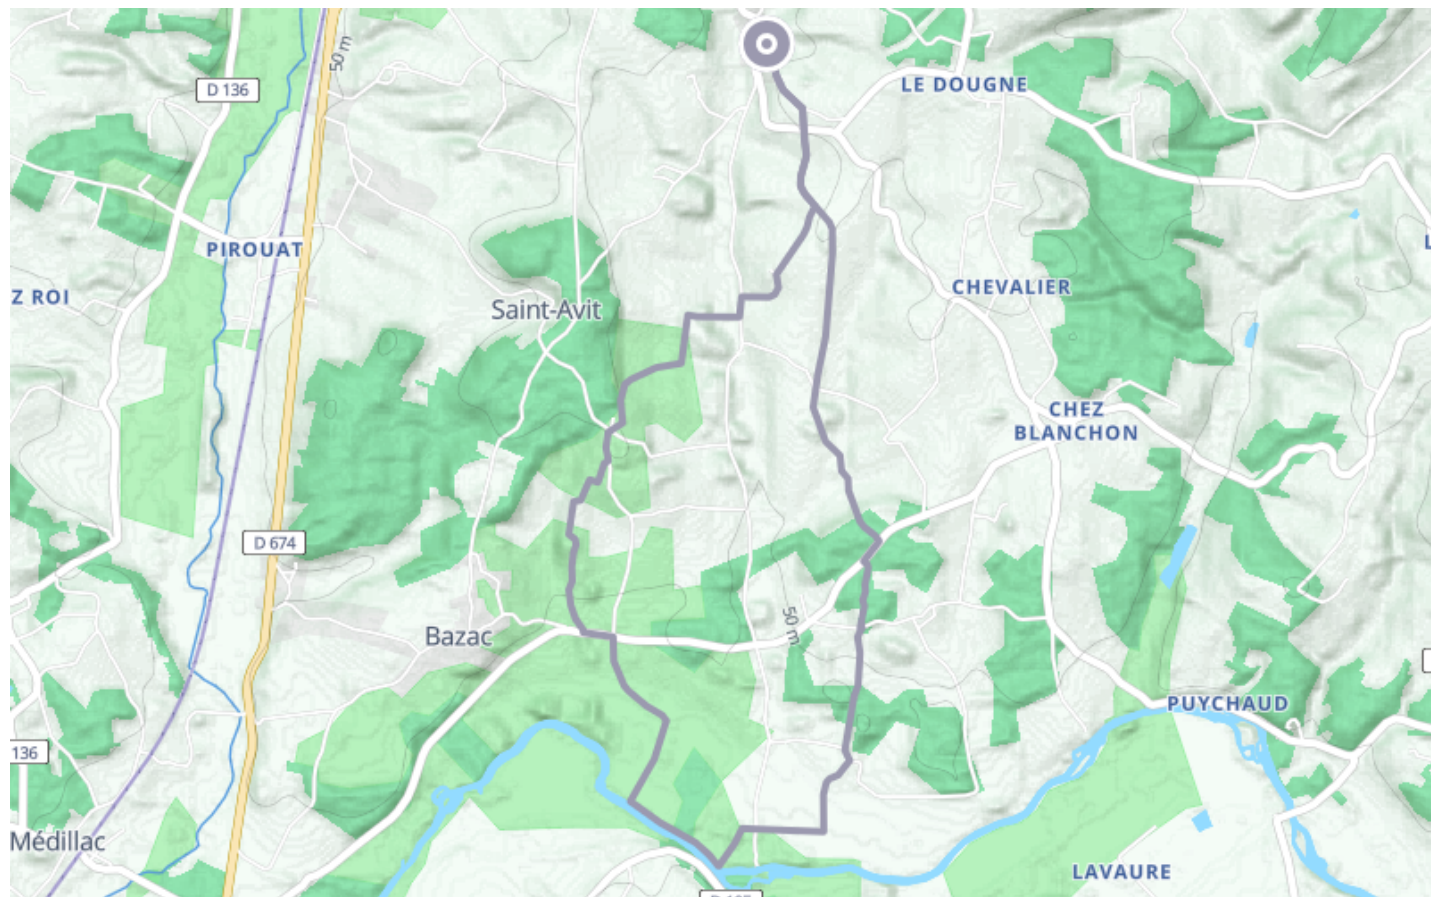 50 m
D 136
LE DOUGNE
PIROUAT
Z ROI
CHEVALIER
Saint-Avit
CHEZ
BLANCHON
D 674
50 m
Bazac
PUYCHAUD
136
Médillac
LAVAURE